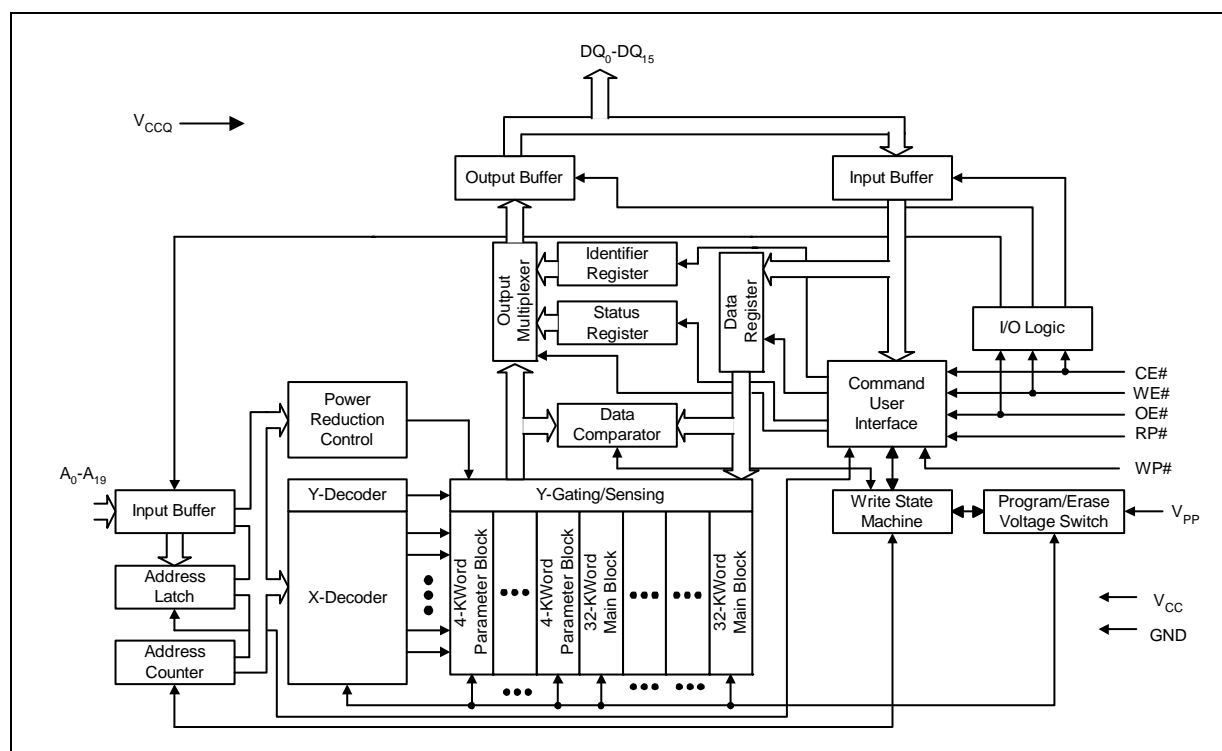 DQ0-DQ15
VCCQ
Output Buffer
Input Buffer
Output
Multiplexer
Identifier
Register
Status
Register
Data
Register
I/O Logic
CE#
WE#
OE#
RP#
WP#
Command
User
Interface
Power
Reduction
Control
Data
Comparator
A0-A19
Input Buffer
Y-Decoder
Y-Gating/Sensing
Write State
Machine
Program/Erase
Voltage Switch
VPP
Address
Latch
X-Decoder
4-KWord
Parameter Block
4-KWord
Parameter Block
32-KWord
Main Block
32-KWord
Main Block
Address
Counter
VCC
GND